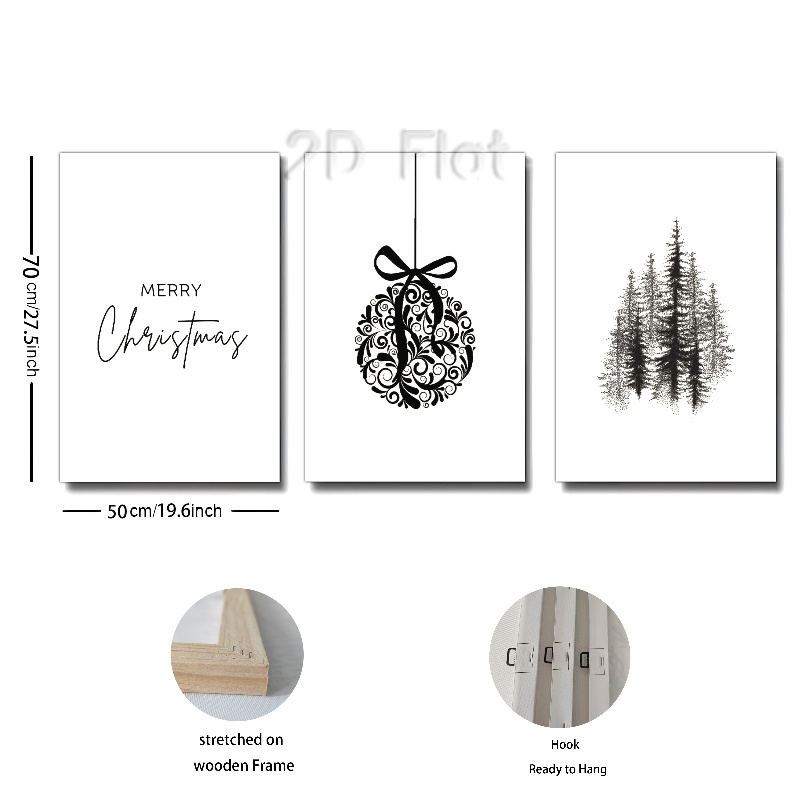 2D Flat
MERRY
Christmas
70 cm/27.5inch
50cm/19.6inch
stretched on
wooden Frame
Hook
Ready to Hang